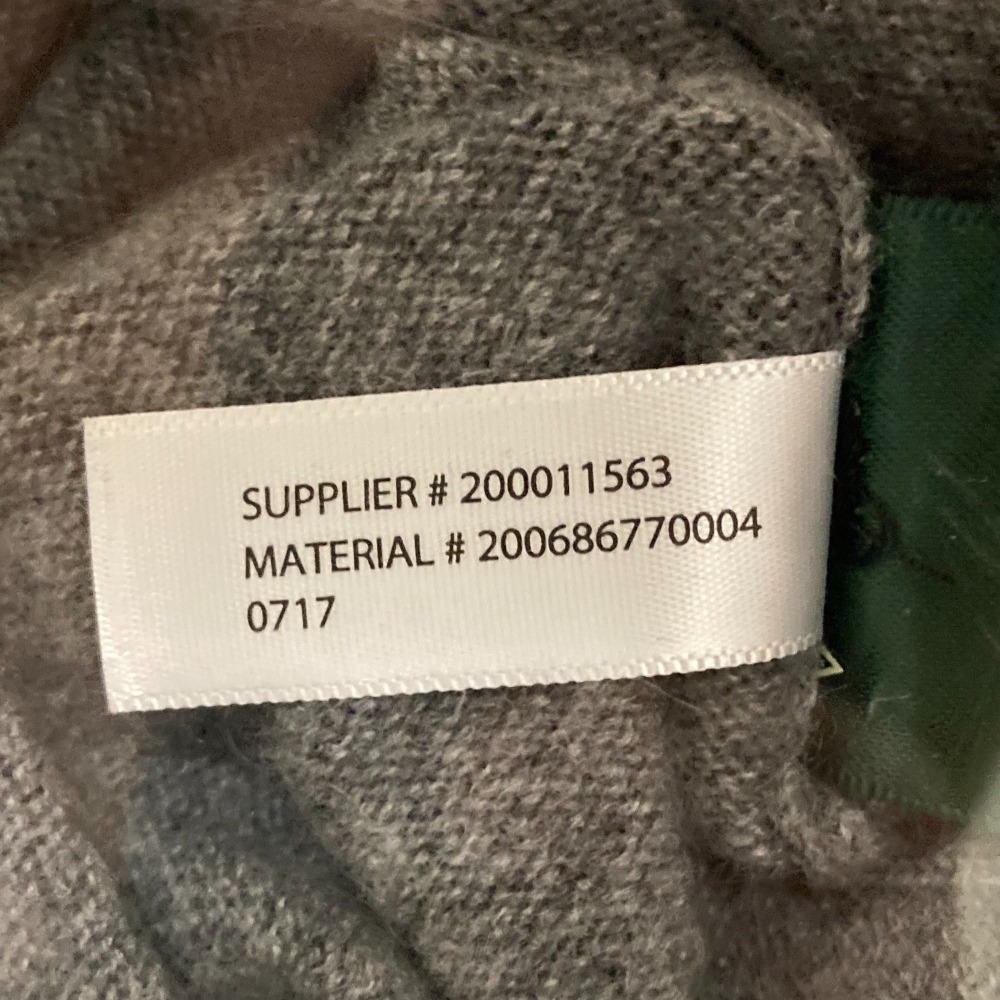 SUPPLIER # 200011563
MATERIAL # 200686770004
0717